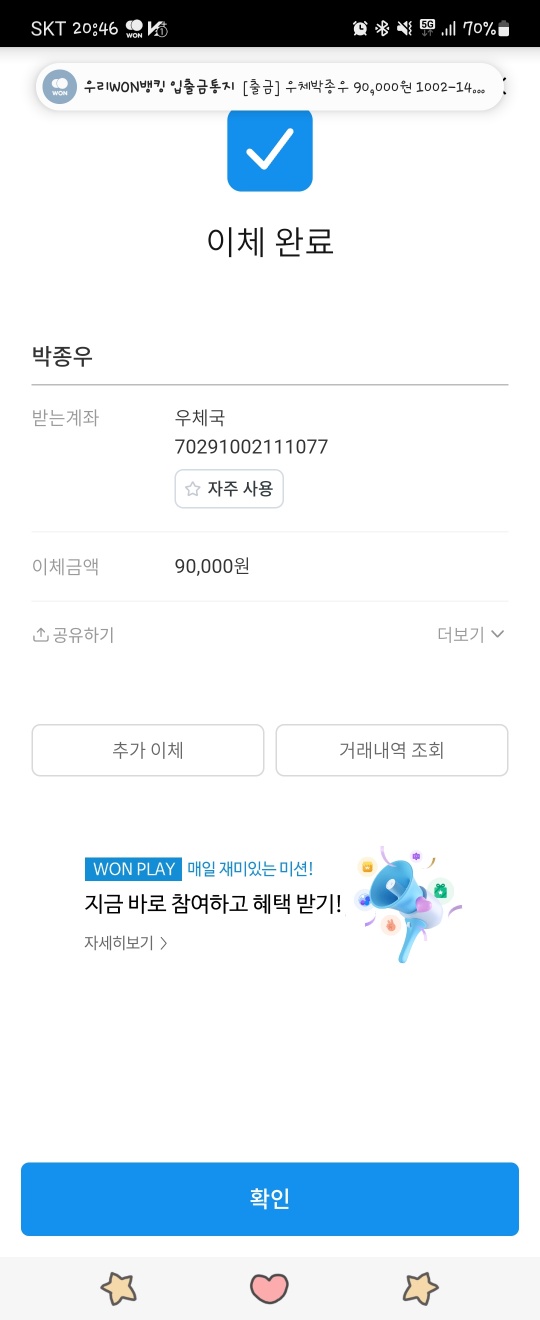 SKT 20:46 WON
5G 70%
WON 우리WON뱅킹 입출금통지 [출금] 우체박종우 90,000원 1002-14...
이체 완료
박종우
받는계좌 우체국
70291002111077
자주 사용
이체금액 90,000원
공유하기 더보기
추가 이체 거래내역 조회
WON PLAY 매일 재미있는 미션!
지금 바로 참여하고 혜택 받기!
자세히보기 >
확인